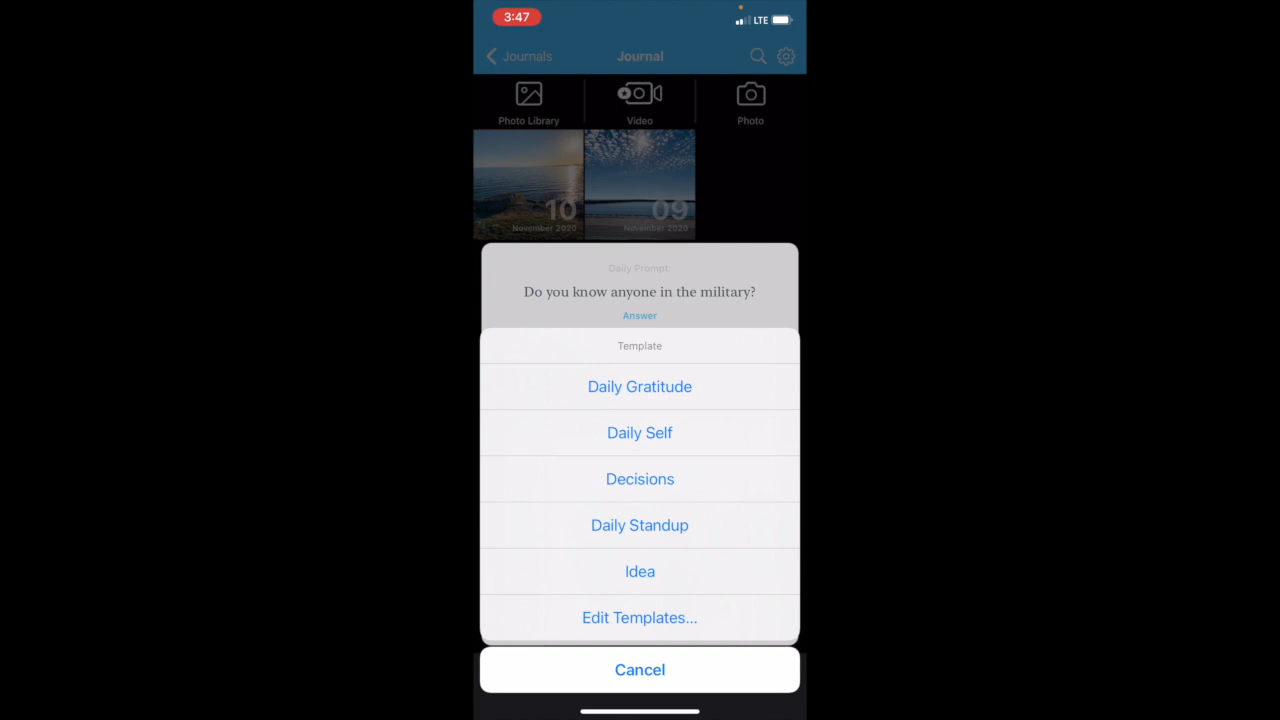 3:47
LTE
Journals
Journal
Photo Library
Video
Photo
10
November 2020
09
November 2020
Daily Prompt:
Do you know anyone in the military?
Answer
Template
Daily Gratitude
Daily Self
Decisions
Daily Standup
Idea
Edit Templates...
Cancel